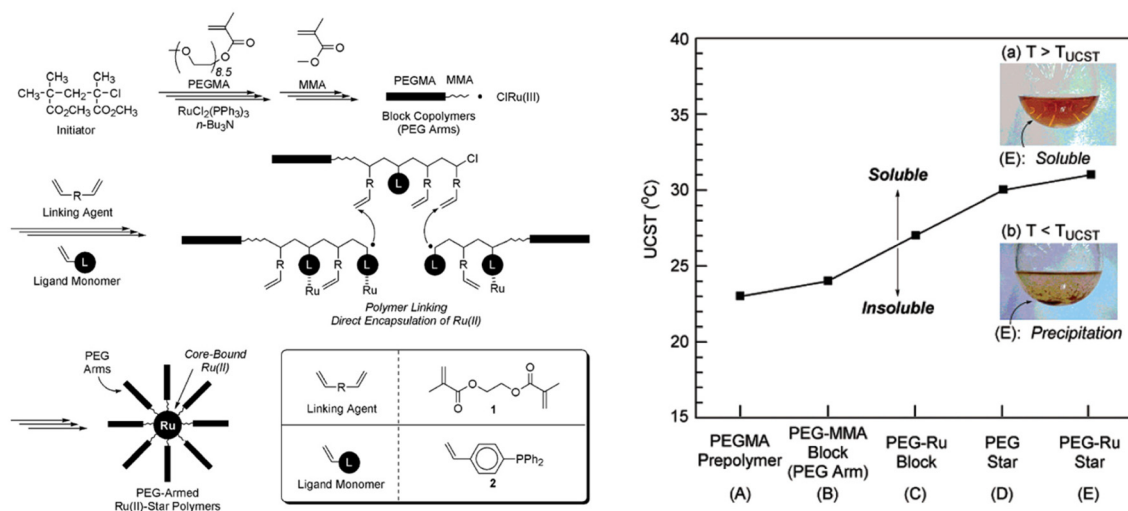 CH₃ CH₃
CH₃-C-CH₂-C-Cl
CO₂CH₃ CO₂CH₃
Initiator
O
O
O
8.5
PEGMA
RuCl₂(PPh₃)₃
n-Bu₃N
O
O
MMA
PEGMA MMA
• ClRu(III)
Block Copolymers
(PEG Arms)
R
Linking Agent
L
Ligand Monomer
Cl
R L R R
R L R L L R L
Ru Ru Ru
Polymer Linking
Direct Encapsulation of Ru(II)
PEG
Arms
Core-Bound
Ru(II)
Ru
PEG-Armed
Ru(II)-Star Polymers
R
Linking Agent
O
O
O
O
1
L
Ligand Monomer
PPh₂
2
UCST (°C)
40
35
30
25
20
15
(a) T > TUCST
(E): Soluble
Soluble
Insoluble
(b) T < TUCST
(E): Precipitation
PEGMA
Prepolymer
(A)
PEG-MMA
Block
(PEG Arm)
(B)
PEG-Ru
Block
(C)
PEG
Star
(D)
PEG-Ru
Star
(E)